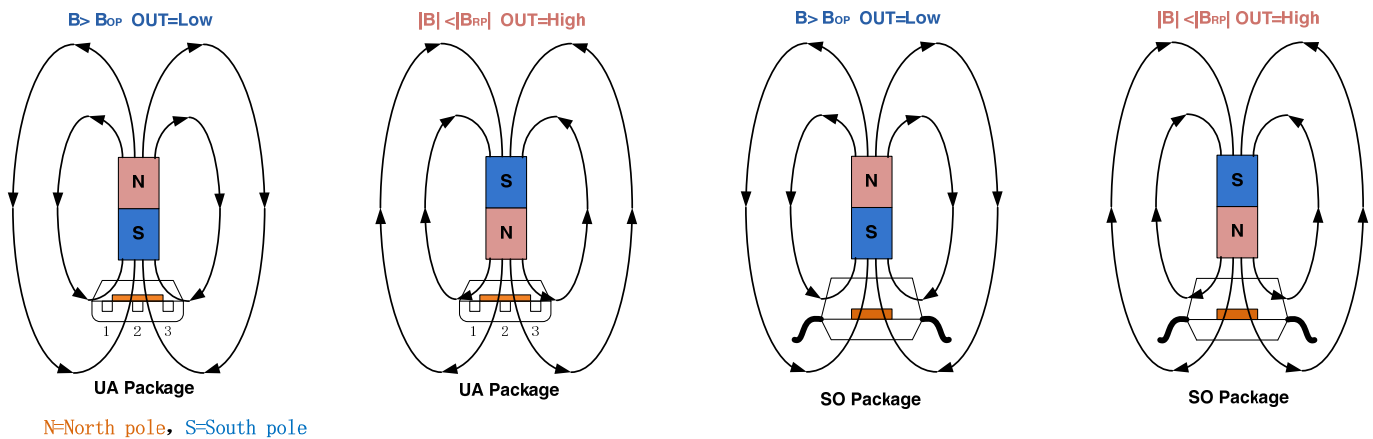 B> BOP OUT=Low
|B| <|BRP| OUT=High
B> BOP OUT=Low
|B| <|BRP| OUT=High
N
S
S
N
N
S
S
N
1 2 3
1 2 3
UA Package
UA Package
SO Package
SO Package
N=North pole, S=South pole